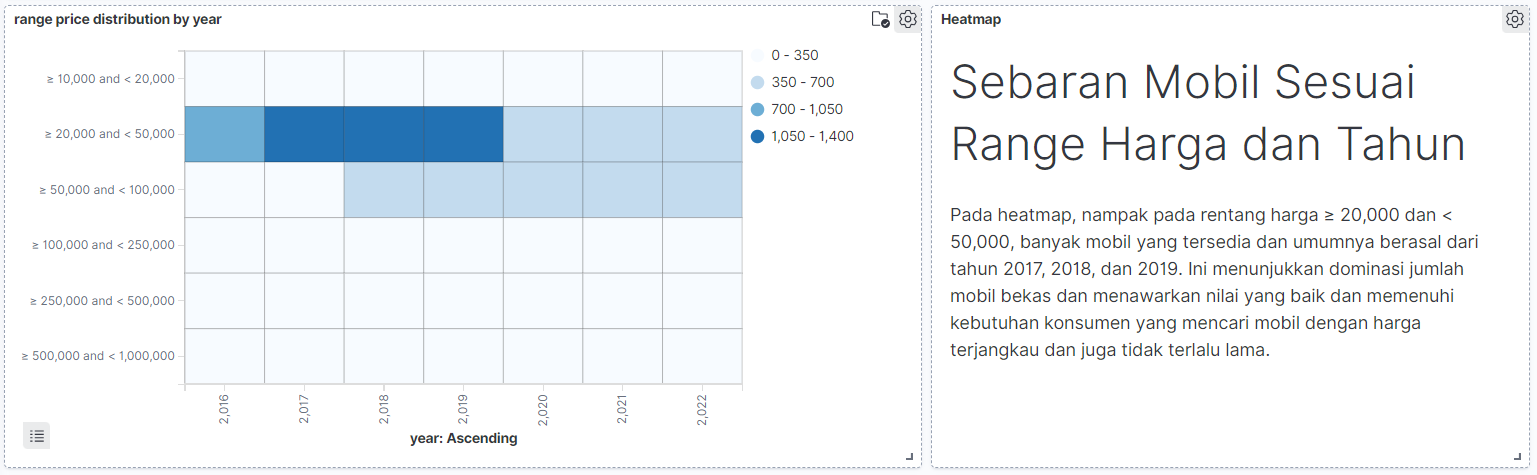 range price distribution by year
≥ 10,000 and < 20,000
≥ 20,000 and < 50,000
≥ 50,000 and < 100,000
≥ 100,000 and < 250,000
≥ 250,000 and < 500,000
≥ 500,000 and < 1,000,000
2,016
2,017
2,018
2,019
2,020
2,021
2,022
year: Ascending
0 - 350
350 - 700
700 - 1,050
1,050 - 1,400
Heatmap
Sebaran Mobil Sesuai
Range Harga dan Tahun
Pada heatmap, nampak pada rentang harga ≥ 20,000 dan <
50,000, banyak mobil yang tersedia dan umumnya berasal dari
tahun 2017, 2018, dan 2019. Ini menunjukkan dominasi jumlah
mobil bekas dan menawarkan nilai yang baik dan memenuhi
kebutuhan konsumen yang mencari mobil dengan harga
terjangkau dan juga tidak terlalu lama.